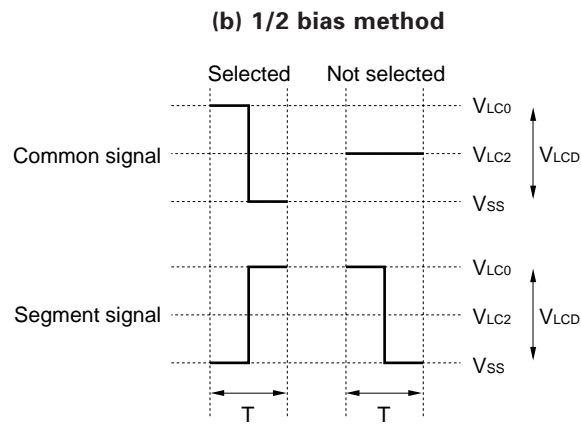 (b) 1/2 bias method
Selected Not selected
VLC0
Common signal VLC2 VLCD
VSS
VLC0
Segment signal VLC2 VLCD
VSS
T T